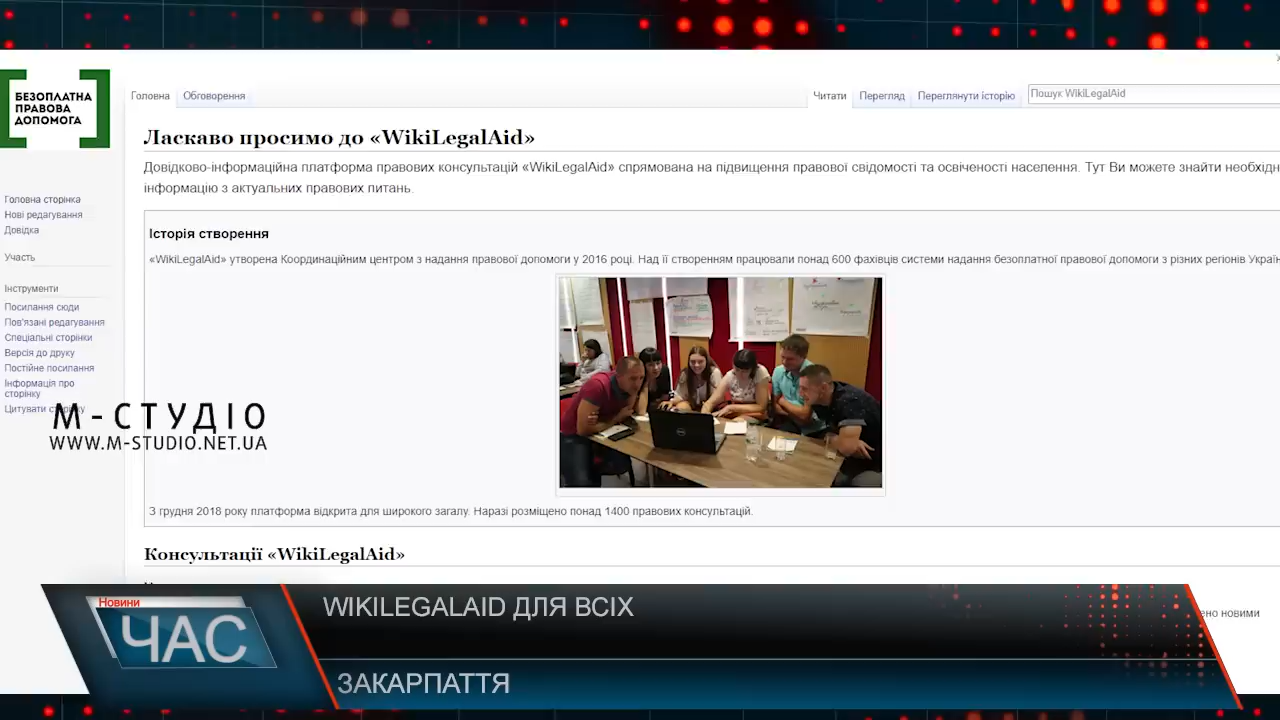 БЕЗОПЛАТНА
ПРАВОВА
ДОПОМОГА
Головна
Обговорення
Читати
Перегляд
Переглянути історію
Пошук WikiLegalAid
Ласкаво просимо до «WikiLegalAid»
Довідково-інформаційна платформа правових консультацій «WikiLegalAid» спрямована на підвищення правової свідомості та освіченості населення. Тут Ви можете знайти необхідн
інформацію з актуальних правових питань.
Головна сторінка
Нові редагування
Довідка
Участь
Інструменти
Посилання сюди
Пов'язані редагування
Спеціальні сторінки
Версія до друку
Постійне посилання
Інформація про
сторінку
Цитувати сторінку
Історія створення
«WikiLegalAid» утворена Координаційним центром з надання правової допомоги у 2016 році. Над її створенням працювали понад 600 фахівців системи надання безоплатної правової допомоги з різних регіонів Україн
DELL
З грудня 2018 року платформа відкрита для широкого загалу. Наразі розміщено понад 1400 правових консультацій.
Консультації «WikiLegalAid»
М-СТУДІО
WWW.M-STUDIO.NET.UA
ено новими
Новини
ЧАС
WIKILEGALAID ДЛЯ ВСІХ
ЗАКАРПАТТЯ